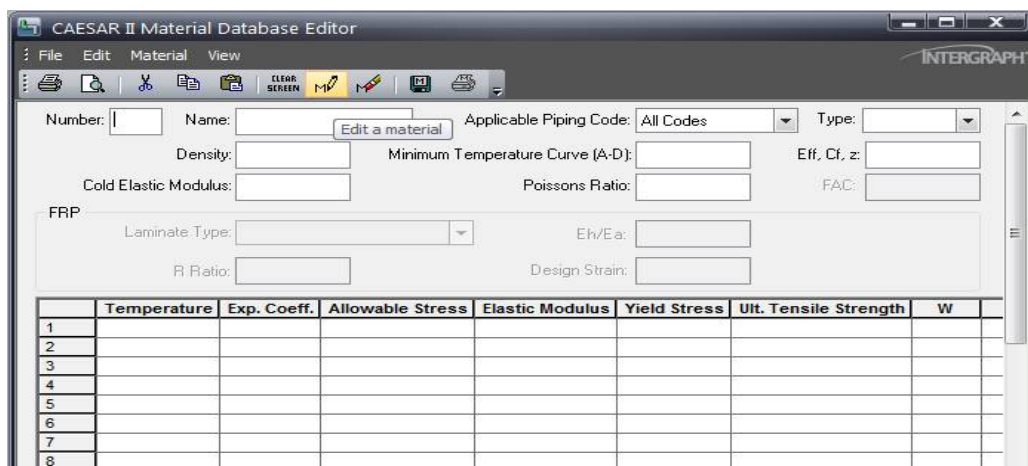 CAESAR II Material Database Editor
File Edit Material View
INTERGRAPH
CLEAR SCREEN
Number: Name: Applicable Piping Code: All Codes Type:
Edit a material
Density: Minimum Temperature Curve (A-D): Eff, Cf, z:
Cold Elastic Modulus: Poissons Ratio: FAC:
FRP
Laminate Type: Eh/Ea:
R Ratio: Design Strain:
Temperature Exp. Coeff. Allowable Stress Elastic Modulus Yield Stress Ult. Tensile Strength W
1
2
3
4
5
6
7
8